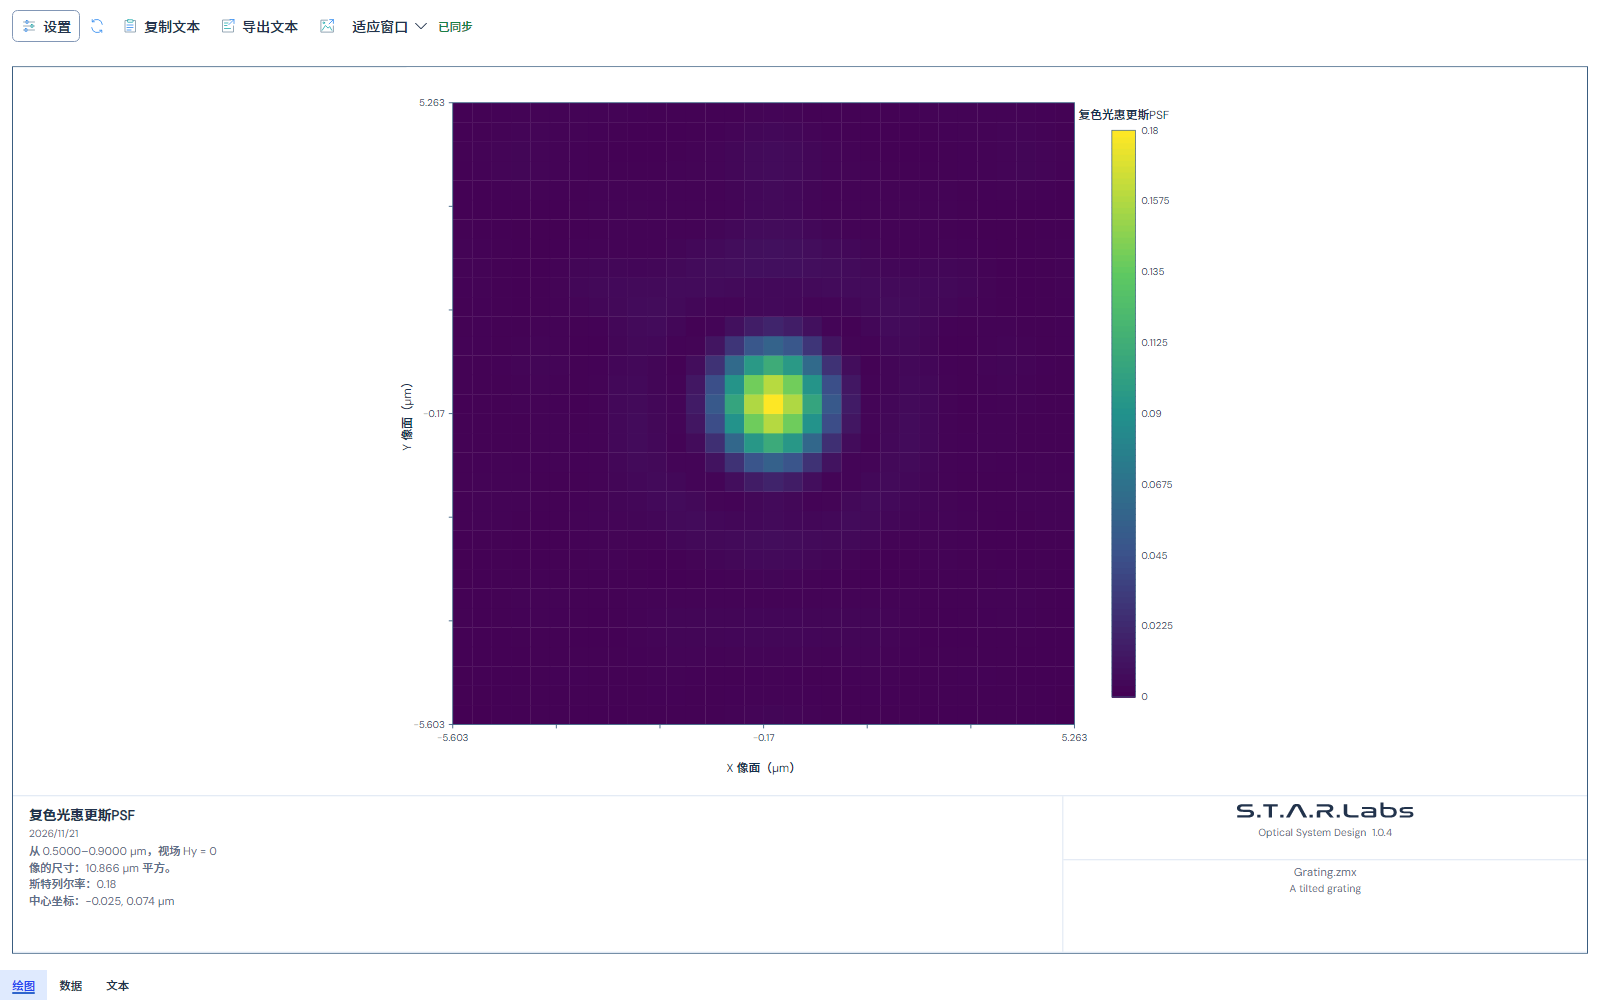 设置 复制文本 导出文本 适应窗口 已同步
5.263
-0.17
-5.603
Y 像面（µm）
-5.603 -0.17 5.263
X 像面（µm）
复色光惠更斯PSF
0.18
0.1575
0.135
0.1125
0.09
0.0675
0.045
0.0225
0
复色光惠更斯PSF
2026/11/21
从 0.5000–0.9000 µm，视场 Hy = 0
像的尺寸：10.866 µm 平方。
斯特列尔率：0.18
中心坐标：-0.025, 0.074 µm
S.T.A.R.Labs
Optical System Design 1.0.4
Grating.zmx
A tilted grating
绘图 数据 文本